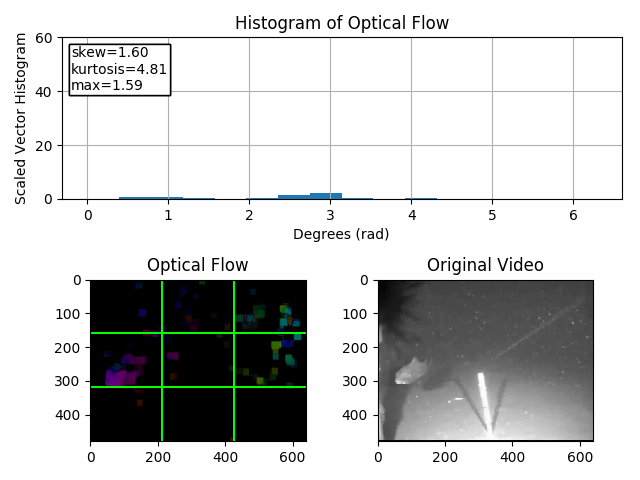 Histogram of Optical Flow
Scaled Vector Histogram
60
40
20
0
skew=1.60
kurtosis=4.81
max=1.59
0 1 2 3 4 5 6
Degrees (rad)
Optical Flow
0
100
200
300
400
0 200 400 600
Original Video
0
100
200
300
400
0 200 400 600